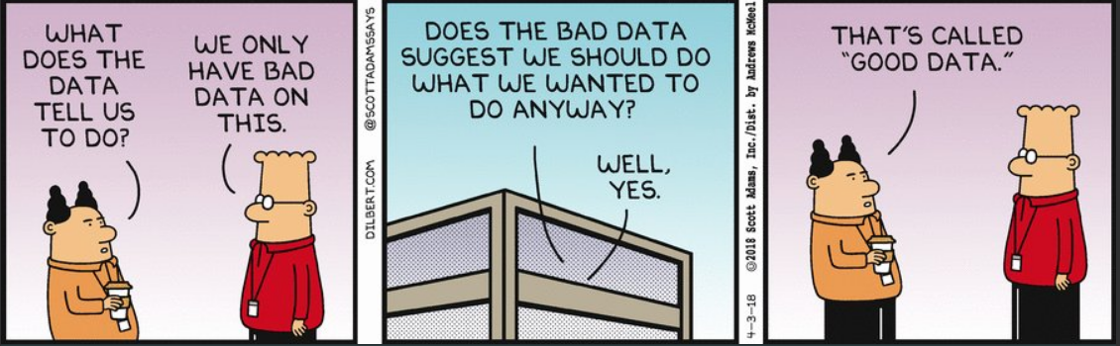 WHAT
DOES THE
DATA
TELL US
TO DO?
WE ONLY
HAVE BAD
DATA ON
THIS.
DILBERT.COM @SCOTTADAMSSAYS
DOES THE BAD DATA
SUGGEST WE SHOULD DO
WHAT WE WANTED TO
DO ANYWAY?
WELL,
YES.
4-3-18 ©2018 Scott Adams, Inc./Dist. by Andrews McMeel
THAT'S CALLED
"GOOD DATA."